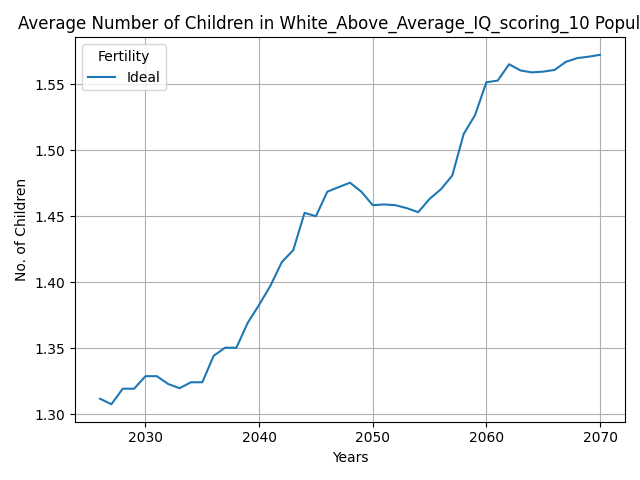 Average Number of Children in White_Above_Average_IQ_scoring_10 Popul
Fertility
Ideal
No. of Children
1.55
1.50
1.45
1.40
1.35
1.30
2030 2040 2050 2060 2070
Years